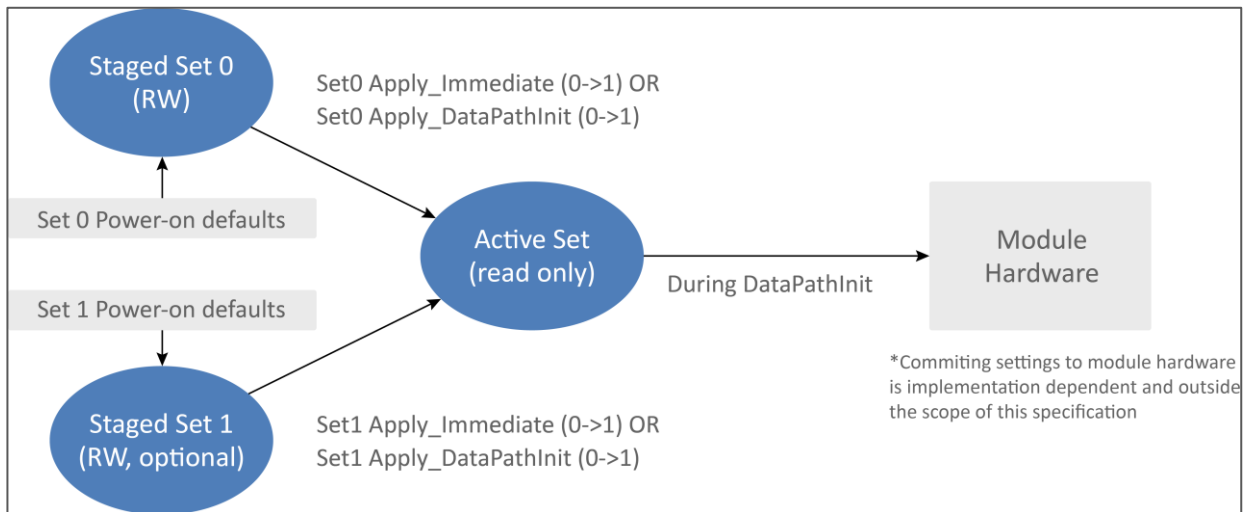 Staged Set 0
(RW)
Set0 Apply_Immediate (0->1) OR
Set0 Apply_DataPathInit (0->1)
Set 0 Power-on defaults
Active Set
(read only)
During DataPathInit
Module
Hardware
Set 1 Power-on defaults
*Commiting settings to module hardware
is implementation dependent and outside
the scope of this specification
Staged Set 1
(RW, optional)
Set1 Apply_Immediate (0->1) OR
Set1 Apply_DataPathInit (0->1)